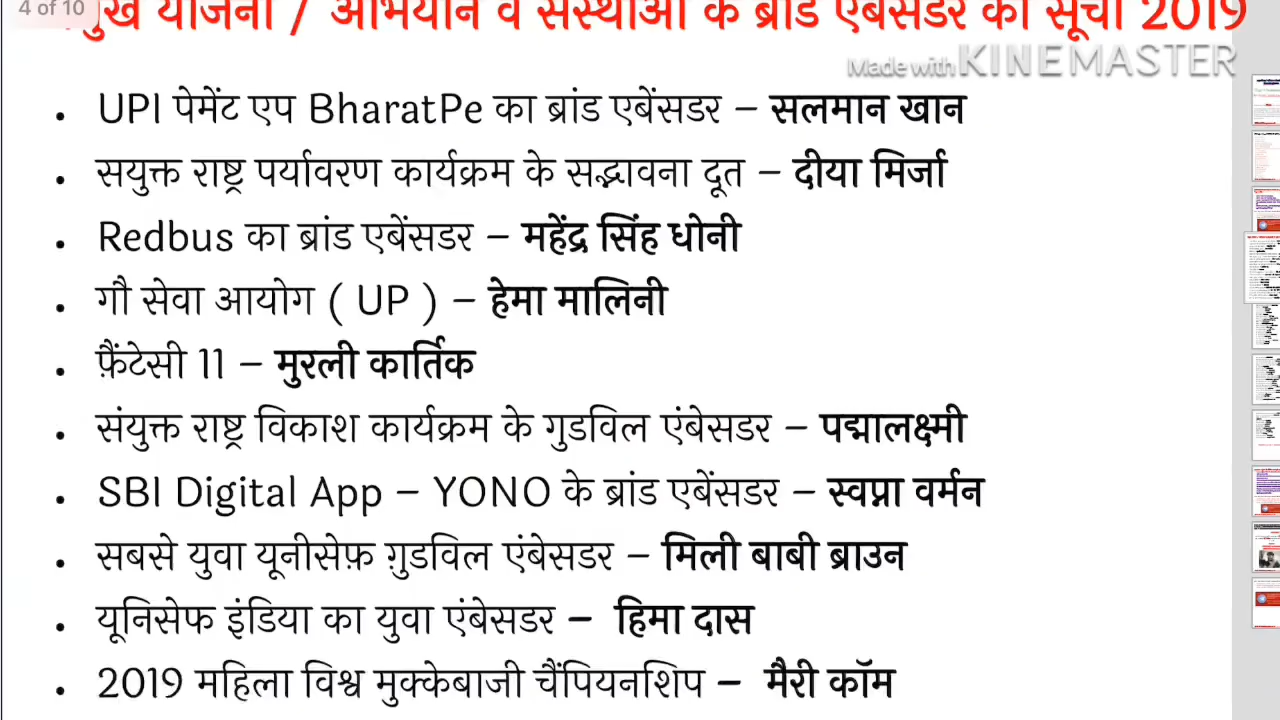 4 of 10
मुख योजना / अभियान व संस्थाओं के ब्रांड एंबेसडर की सूची 2019
Made with KINEMASTER
• UPI पेमेंट एप BharatPe का ब्रांड एबेंसडर – सलमान खान
• सयुक्त राष्ट्र पर्यावरण कार्यक्रम के सद्भावना दूत – दीया मिर्जा
• Redbus का ब्रांड एबेंसडर – महेंद्र सिंह धोनी
• गौ सेवा आयोग ( UP ) – हेमा मालिनी
• फ़ैंटेसी 11 – मुरली कार्तिक
• संयुक्त राष्ट्र विकाश कार्यक्रम के गुडविल एंबेसडर – पद्मालक्ष्मी
• SBI Digital App – YONO के ब्रांड एबेंसडर – स्वप्ना वर्मन
• सबसे युवा यूनीसेफ़ ग़ुडविल एंबेसडर – मिली बाबी ब्राउन
• यूनिसेफ इंडिया का युवा एंबेसडर – हिमा दास
• 2019 महिला विश्व मुक्केबाजी चैंपियनशिप – मैरी कॉम